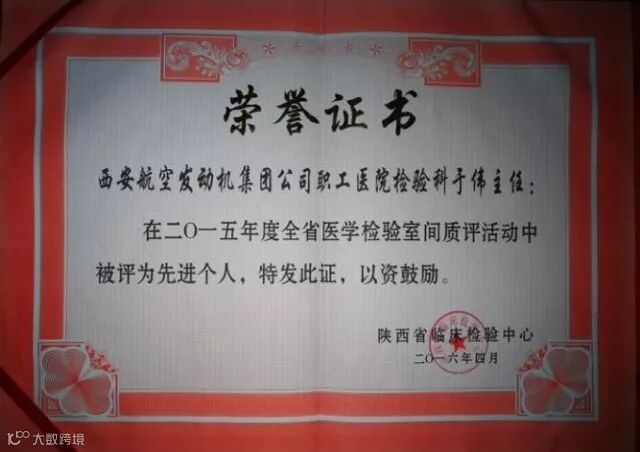 荣誉证书
西安航空发动机集团公司职工医院检验科于伟主任：
在二〇一五年度全省医学检验室间质评活动中
被评为先进个人，特发此证，以资鼓励。
陕西省临床检验中心
二〇一六年四月
大数跨境